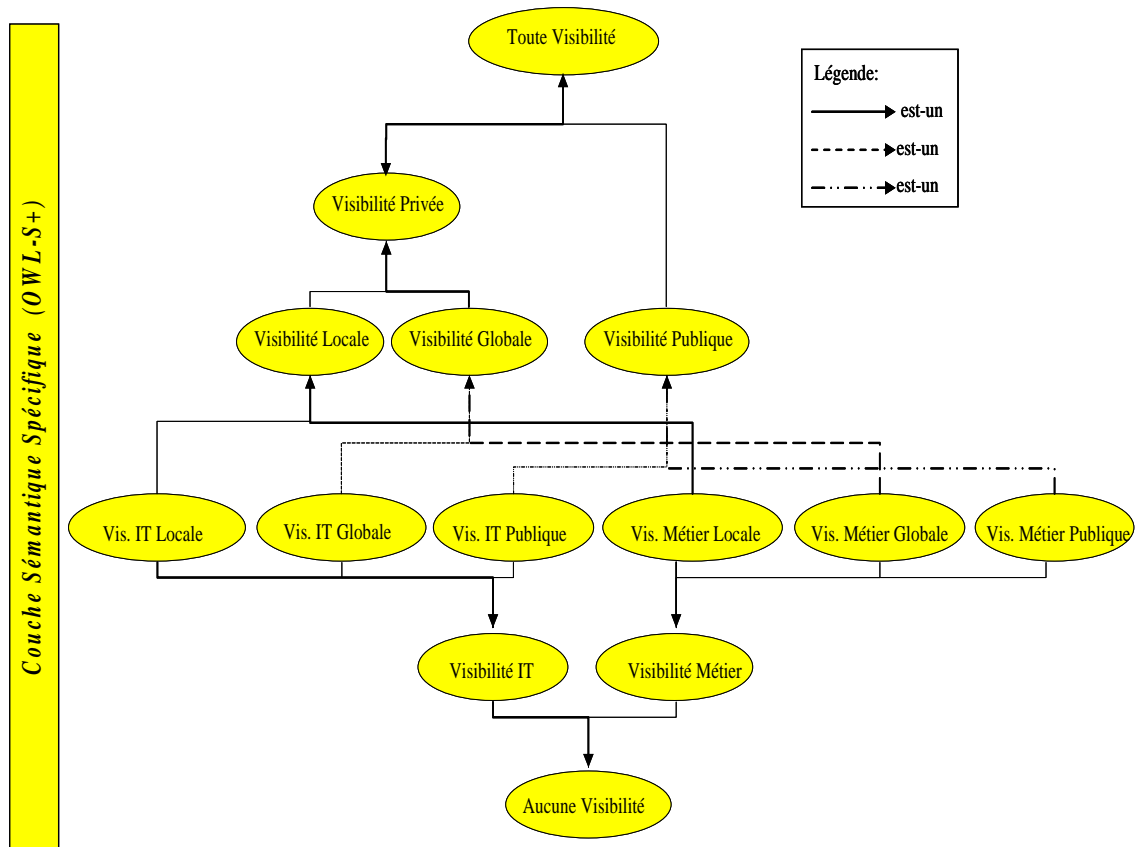 Couche Sémantique Spécifique (OWL-S+)
Toute Visibilité
Légende:
est-un
est-un
est-un
Visibilité Privée
Visibilité Locale
Visibilité Globale
Visibilité Publique
Vis. IT Locale
Vis. IT Globale
Vis. IT Publique
Vis. Métier Locale
Vis. Métier Globale
Vis. Métier Publique
Visibilité IT
Visibilité Métier
Aucune Visibilité